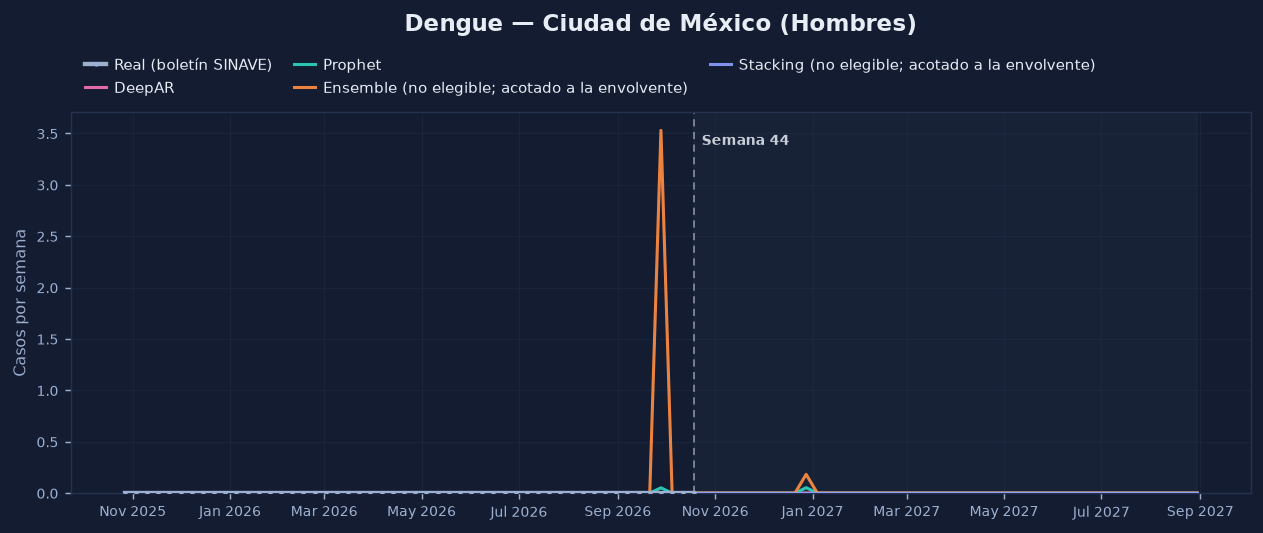 Dengue — Ciudad de México (Hombres)
Real (boletín SINAVE)
Prophet
Stacking (no elegible; acotado a la envolvente)
DeepAR
Ensemble (no elegible; acotado a la envolvente)
Semana 44
Casos por semana
3.5
3.0
2.5
2.0
1.5
1.0
0.5
0.0
Nov 2025
Jan 2026
Mar 2026
May 2026
Jul 2026
Sep 2026
Nov 2026
Jan 2027
Mar 2027
May 2027
Jul 2027
Sep 2027